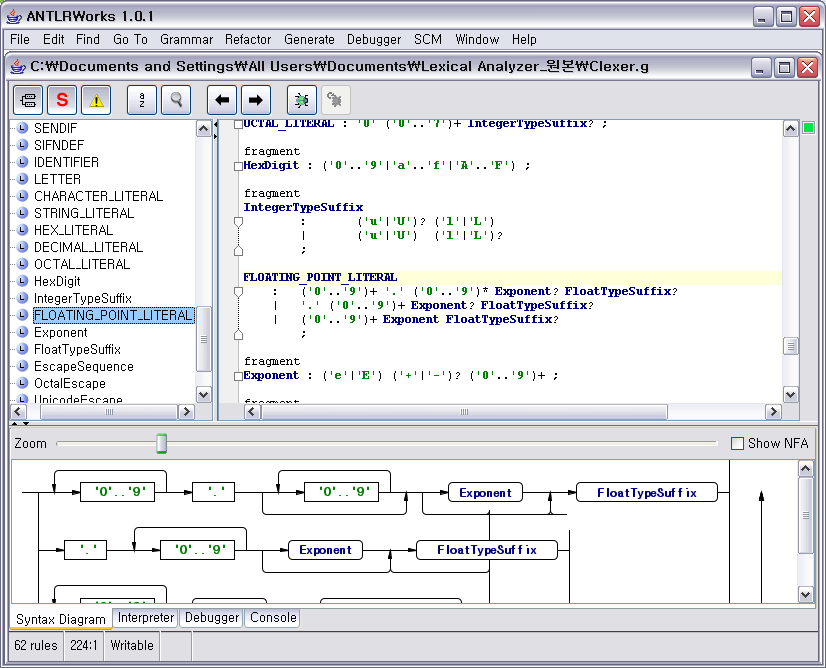 ANTLRWorks 1.0.1
File Edit Find Go To Grammar Refactor Generate Debugger SCM Window Help
C:₩Documents and Settings₩All Users₩Documents₩Lexical Analyzer_원본₩Clexer.g
S
a
z
SENDIF
SIFNDEF
IDENTIFIER
LETTER
CHARACTER_LITERAL
STRING_LITERAL
HEX_LITERAL
DECIMAL_LITERAL
OCTAL_LITERAL
HexDigit
IntegerTypeSuffix
FLOATING_POINT_LITERAL
Exponent
FloatTypeSuffix
EscapeSequence
OctalEscape
UnicodeEscape
OCTAL_LITERAL : '0' ('0'..'7')+ IntegerTypeSuffix? ;
fragment
HexDigit : ('0'..'9'|'a'..'f'|'A'..'F') ;
fragment
IntegerTypeSuffix
: ('u'|'U')? ('l'|'L')
| ('u'|'U') ('l'|'L')?
;
FLOATING_POINT_LITERAL
: ('0'..'9')+ '.' ('0'..'9')* Exponent? FloatTypeSuffix?
| '.' ('0'..'9')+ Exponent? FloatTypeSuffix?
| ('0'..'9')+ Exponent FloatTypeSuffix?
;
fragment
Exponent : ('e'|'E') ('+'|'-')? ('0'..'9')+ ;
fragment
Zoom
Show NFA
'0'..'9' '.' '0'..'9' Exponent FloatTypeSuffix
'.' '0'..'9' Exponent FloatTypeSuffix
'0'..'9'
Syntax Diagram Interpreter Debugger Console
62 rules 224:1 Writable